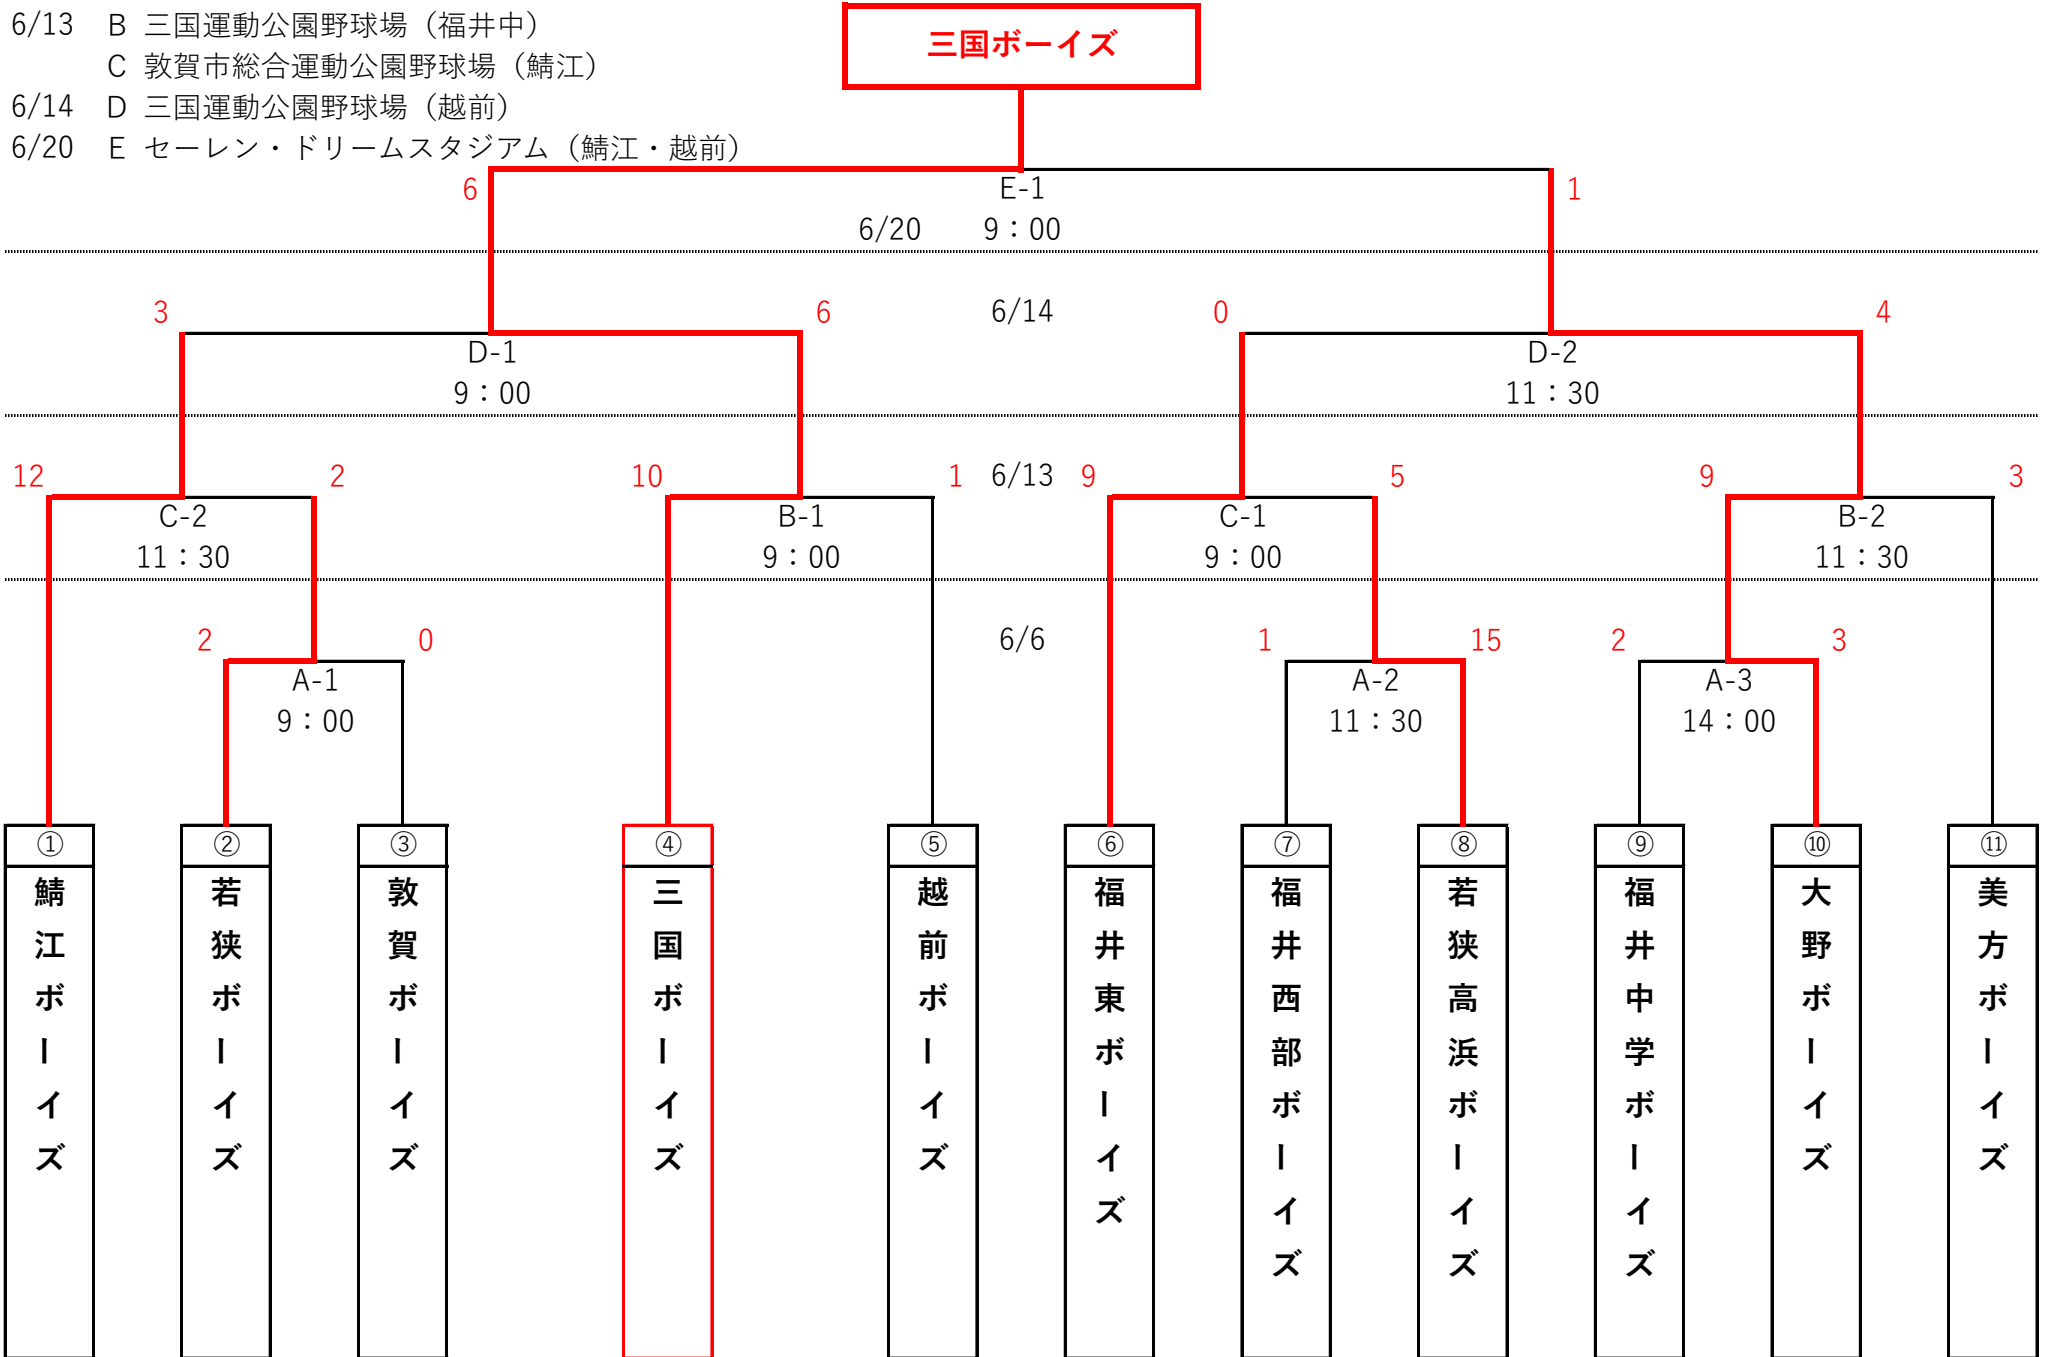 6/13 B 三国運動公園野球場（福井中）
C 敦賀市総合運動公園野球場（鯖江）
6/14 D 三国運動公園野球場（越前）
6/20 E セーレン・ドリームスタジアム（鯖江・越前）
三国ボーイズ
6 E-1 1
6/20 9：00
3 6 6/14 0 4
D-1 D-2
9：00 11：30
12 2 10 1 6/13 9 5 9 3
C-2 B-1 C-1 B-2
11：30 9：00 9：00 11：30
2 0 6/6 1 15 2 3
A-1 A-2 A-3
9：00 11：30 14：00
① ② ③ ④ ⑤ ⑥ ⑦ ⑧ ⑨ ⑩ ⑪
鯖江ボーイズ
若狭ボーイズ
敦賀ボーイズ
三国ボーイズ
越前ボーイズ
福井東ボーイズ
福井西部ボーイズ
若狭高浜ボーイズ
福井中学ボーイズ
大野ボーイズ
美方ボーイズ